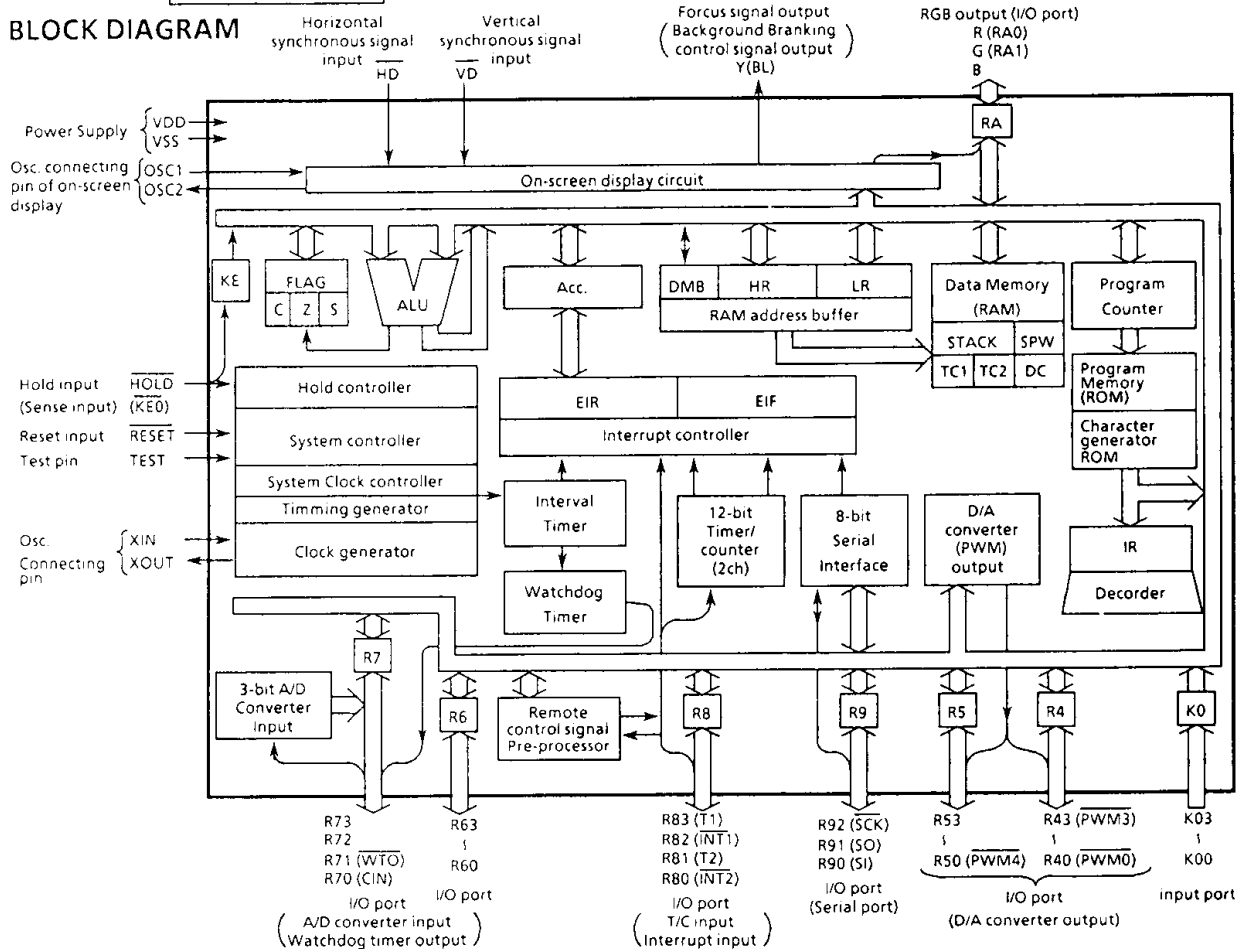 BLOCK DIAGRAM
Horizontal
synchronous signal
input
HD
Vertical
synchronous signal
input
VD
Forcus signal output
(Background Branking
control signal output)
Y(BL)
RGB output (I/O port)
R (RA0)
G (RA1)
B
Power Supply
VDD
VSS
Osc. connecting
pin of on-screen
display
OSC1
OSC2
RA
On-screen display circuit
KE
FLAG
C Z S
ALU
Acc.
DMB HR LR
RAM address buffer
Data Memory
(RAM)
STACK SPW
TC1 TC2 DC
Program
Counter
Program
Memory
(ROM)
Character
generator
ROM
IR
Decorder
Hold input HOLD
(Sense input) (KE0)
Reset input RESET
Test pin TEST
Osc.
Connecting
pin
XIN
XOUT
Hold controller
System controller
System Clock controller
Timming generator
Clock generator
EIR EIF
Interrupt controller
Interval
Timer
Watchdog
Timer
12-bit
Timer/
counter
(2ch)
8-bit
Serial
Interface
D/A
converter
(PWM)
output
R7
3-bit A/D
Converter
Input
R6
Remote
control signal
Pre-processor
R8
R9
R5
R4
K0
R73
R72
R71 (WTO)
R70 (CIN)
I/O port
(A/D converter input
Watchdog timer output)
R63
≀
R60
I/O port
R83 (T1)
R82 (INT1)
R81 (T2)
R80 (INT2)
I/O port
(T/C input
Interrupt input)
R92 (SCK)
R91 (SO)
R90 (SI)
I/O port
(Serial port)
R53
≀
R50 (PWM4)
R43 (PWM3)
≀
R40 (PWM0)
I/O port
(D/A converter output)
K03
≀
K00
input port